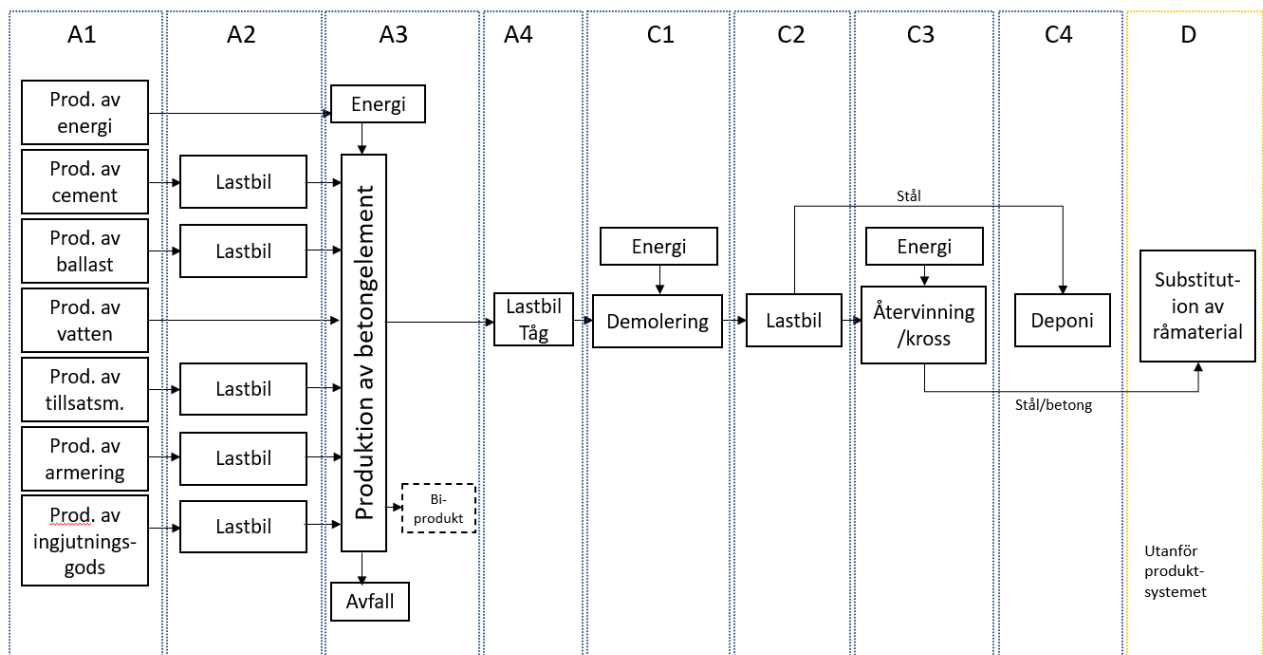 A1
A2
A3
A4
C1
C2
C3
C4
D
Prod. av
energi
Prod. av
cement
Prod. av
ballast
Prod. av
vatten
Prod. av
tillsatsm.
Prod. av
armering
Prod. av
ingjutnings-
gods
Lastbil
Lastbil
Lastbil
Lastbil
Lastbil
Energi
Produktion av betongelement
Bi-
produkt
Avfall
Lastbil
Tåg
Energi
Demolering
Lastbil
Stål
Energi
Återvinning
/kross
Deponi
Stål/betong
Substitut-
ion av
råmaterial
Utanför
produkt-
systemet